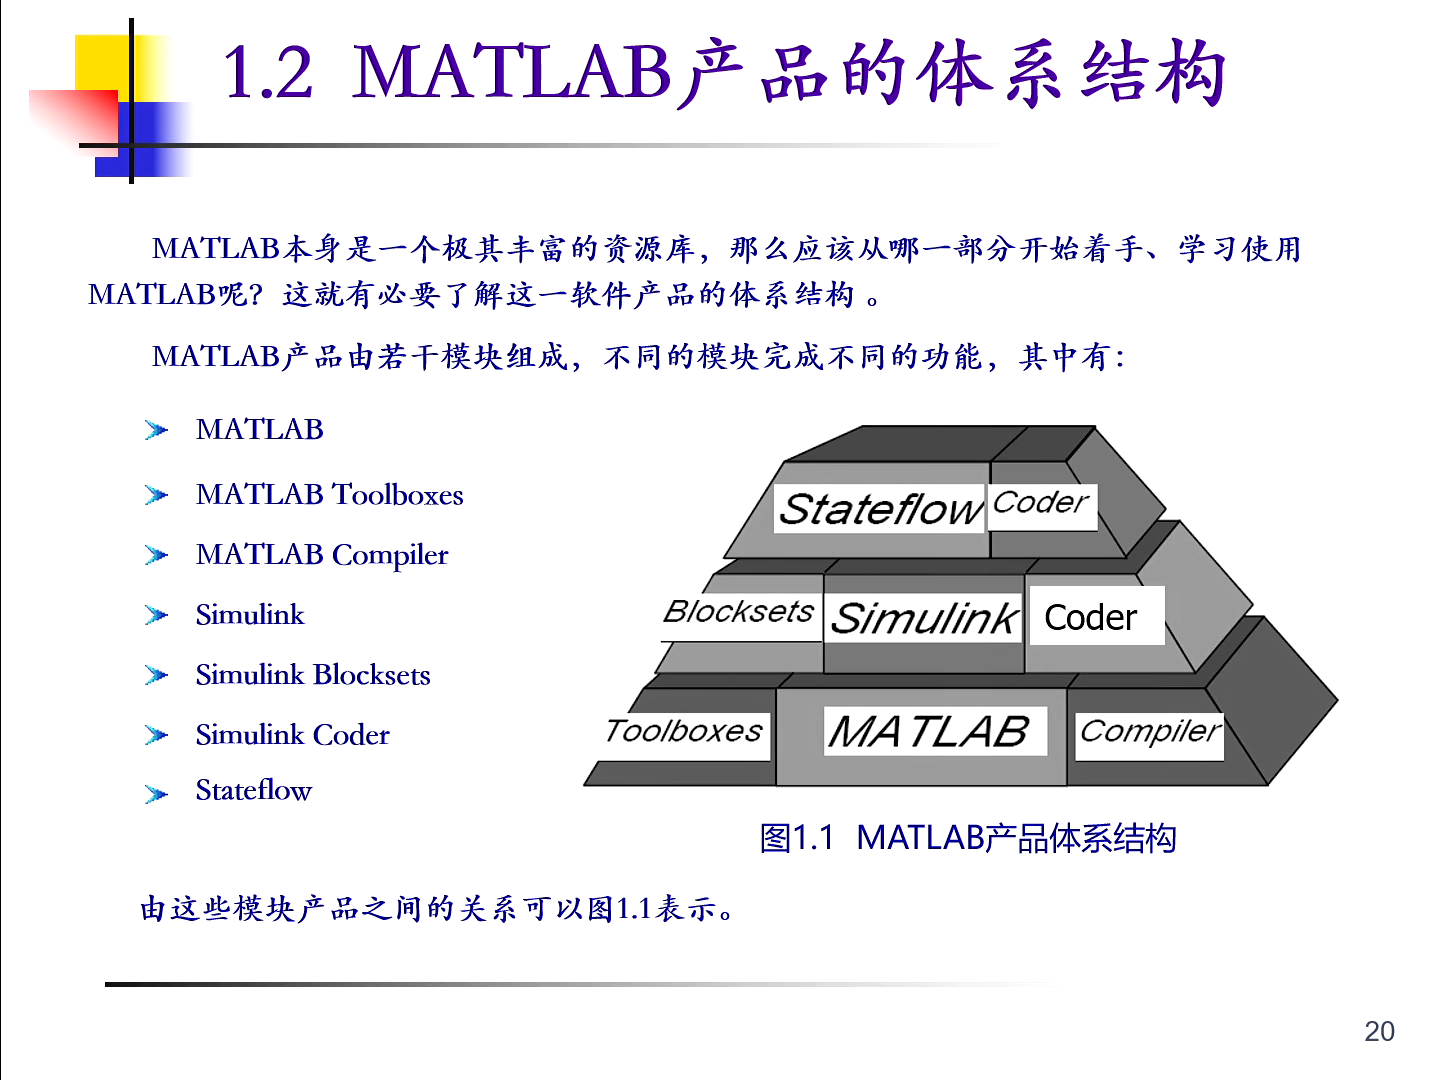 1.2 MATLAB产品的体系结构
MATLAB本身是一个极其丰富的资源库，那么应该从哪一部分开始着手、学习使用
MATLAB呢？这就有必要了解这一软件产品的体系结构 。
MATLAB产品由若干模块组成，不同的模块完成不同的功能，其中有：
MATLAB
MATLAB Toolboxes
MATLAB Compiler
Simulink
Simulink Blocksets
Simulink Coder
Stateflow
Stateflow Coder
Blocksets Simulink Coder
Toolboxes MATLAB Compiler
图1.1 MATLAB产品体系结构
由这些模块产品之间的关系可以图1.1表示。
20